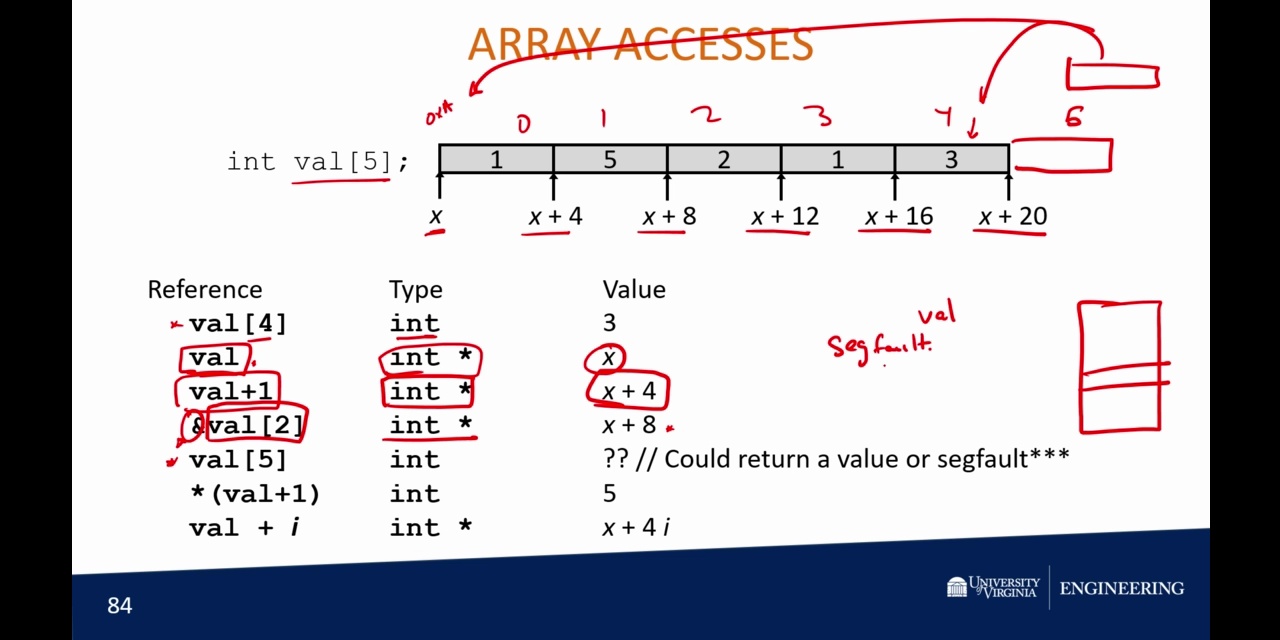 ARRAY ACCESSES
0xA 0 1 2 3 4 6
int val[5]; 1 5 2 1 3
x x + 4 x + 8 x + 12 x + 16 x + 20
Reference Type Value
val[4] int 3
val
segfault.
val int * x
val+1 int * x + 4
&val[2] int * x + 8
val[5] int ?? // Could return a value or segfault***
*(val+1) int 5
val + i int * x + 4 i
84
UNIVERSITY of VIRGINIA ENGINEERING